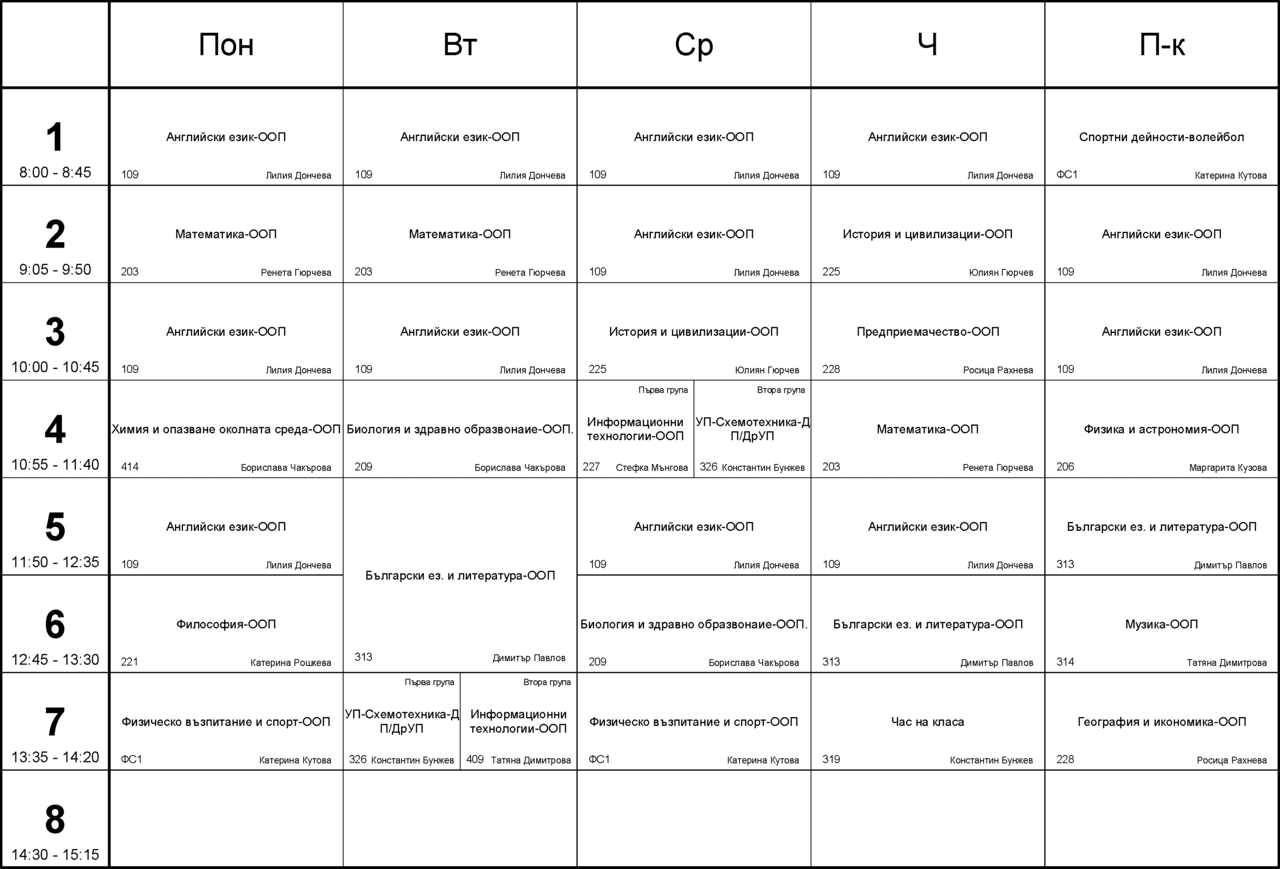 Пон Вт Ср Ч П-к
1
8:00 - 8:45
Английски език-ООП
109 Лилия Дончева
Английски език-ООП
109 Лилия Дончева
Английски език-ООП
109 Лилия Дончева
Английски език-ООП
109 Лилия Дончева
Спортни дейности-волейбол
ФС1 Катерина Кутова
2
9:05 - 9:50
Математика-ООП
203 Ренета Гюрчева
Математика-ООП
203 Ренета Гюрчева
Английски език-ООП
109 Лилия Дончева
История и цивилизации-ООП
225 Юлиян Гюрчев
Английски език-ООП
109 Лилия Дончева
3
10:00 - 10:45
Английски език-ООП
109 Лилия Дончева
Английски език-ООП
109 Лилия Дончева
История и цивилизации-ООП
225 Юлиян Гюрчев
Предприемачество-ООП
228 Росица Рахнева
Английски език-ООП
109 Лилия Дончева
4
10:55 - 11:40
Химия и опазване околната среда-ООП
414 Борислава Чакърова
Биология и здравно образвонаие-ООП.
209 Борислава Чакърова
Първа група
Информационни
технологии-ООП
227 Стефка Мънгова
Втора група
УП-Схемотехника-Д
П/ДрУП
326 Константин Бунжев
Математика-ООП
203 Ренета Гюрчева
Физика и астрономия-ООП
206 Маргарита Кузова
5
11:50 - 12:35
Английски език-ООП
109 Лилия Дончева
Български ез. и литература-ООП
313 Димитър Павлов
Английски език-ООП
109 Лилия Дончева
Английски език-ООП
109 Лилия Дончева
Български ез. и литература-ООП
313 Димитър Павлов
6
12:45 - 13:30
Философия-ООП
221 Катерина Рошкева
Биология и здравно образвонаие-ООП.
209 Борислава Чакърова
Български ез. и литература-ООП
313 Димитър Павлов
Музика-ООП
314 Татяна Димитрова
7
13:35 - 14:20
Физическо възпитание и спорт-ООП
ФС1 Катерина Кутова
Първа група
УП-Схемотехника-Д
П/ДрУП
326 Константин Бунжев
Втора група
Информационни
технологии-ООП
409 Татяна Димитрова
Физическо възпитание и спорт-ООП
ФС1 Катерина Кутова
Час на класа
319 Константин Бунжев
География и икономика-ООП
228 Росица Рахнева
8
14:30 - 15:15